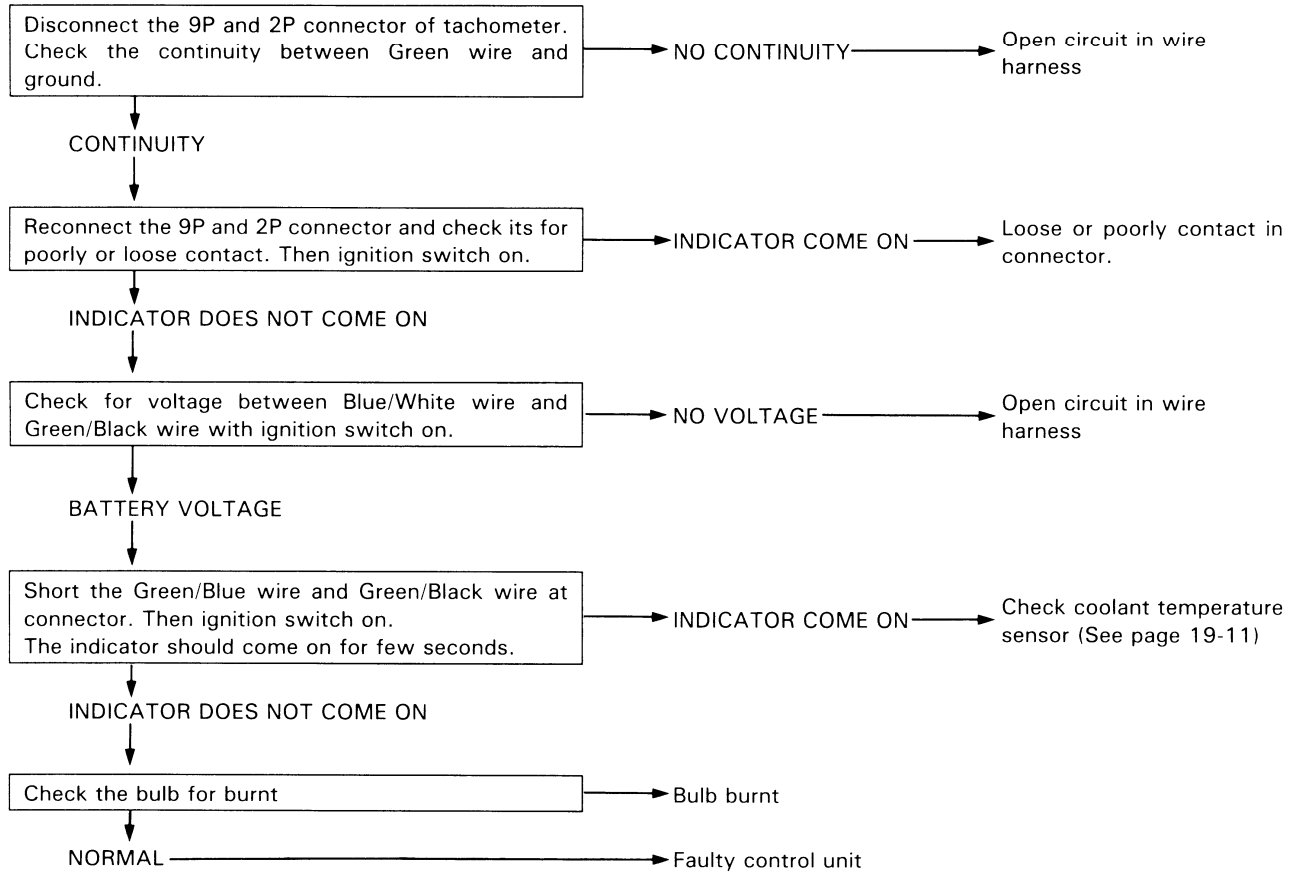 Disconnect the 9P and 2P connector of tachometer.
Check the continuity between Green wire and
ground.
NO CONTINUITY
Open circuit in wire
harness
CONTINUITY
Reconnect the 9P and 2P connector and check its for
poorly or loose contact. Then ignition switch on.
INDICATOR COME ON
Loose or poorly contact in
connector.
INDICATOR DOES NOT COME ON
Check for voltage between Blue/White wire and
Green/Black wire with ignition switch on.
NO VOLTAGE
Open circuit in wire
harness
BATTERY VOLTAGE
Short the Green/Blue wire and Green/Black wire at
connector. Then ignition switch on.
The indicator should come on for few seconds.
INDICATOR COME ON
Check coolant temperature
sensor (See page 19-11)
INDICATOR DOES NOT COME ON
Check the bulb for burnt
Bulb burnt
NORMAL
Faulty control unit